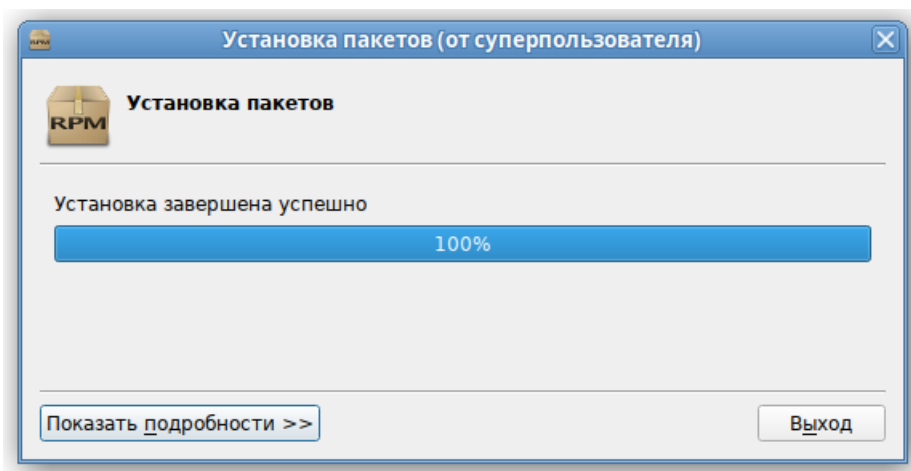 Установка пакетов (от суперпользователя)
RPM
Установка пакетов
Установка завершена успешно
100%
Показать подробности >>
Выход